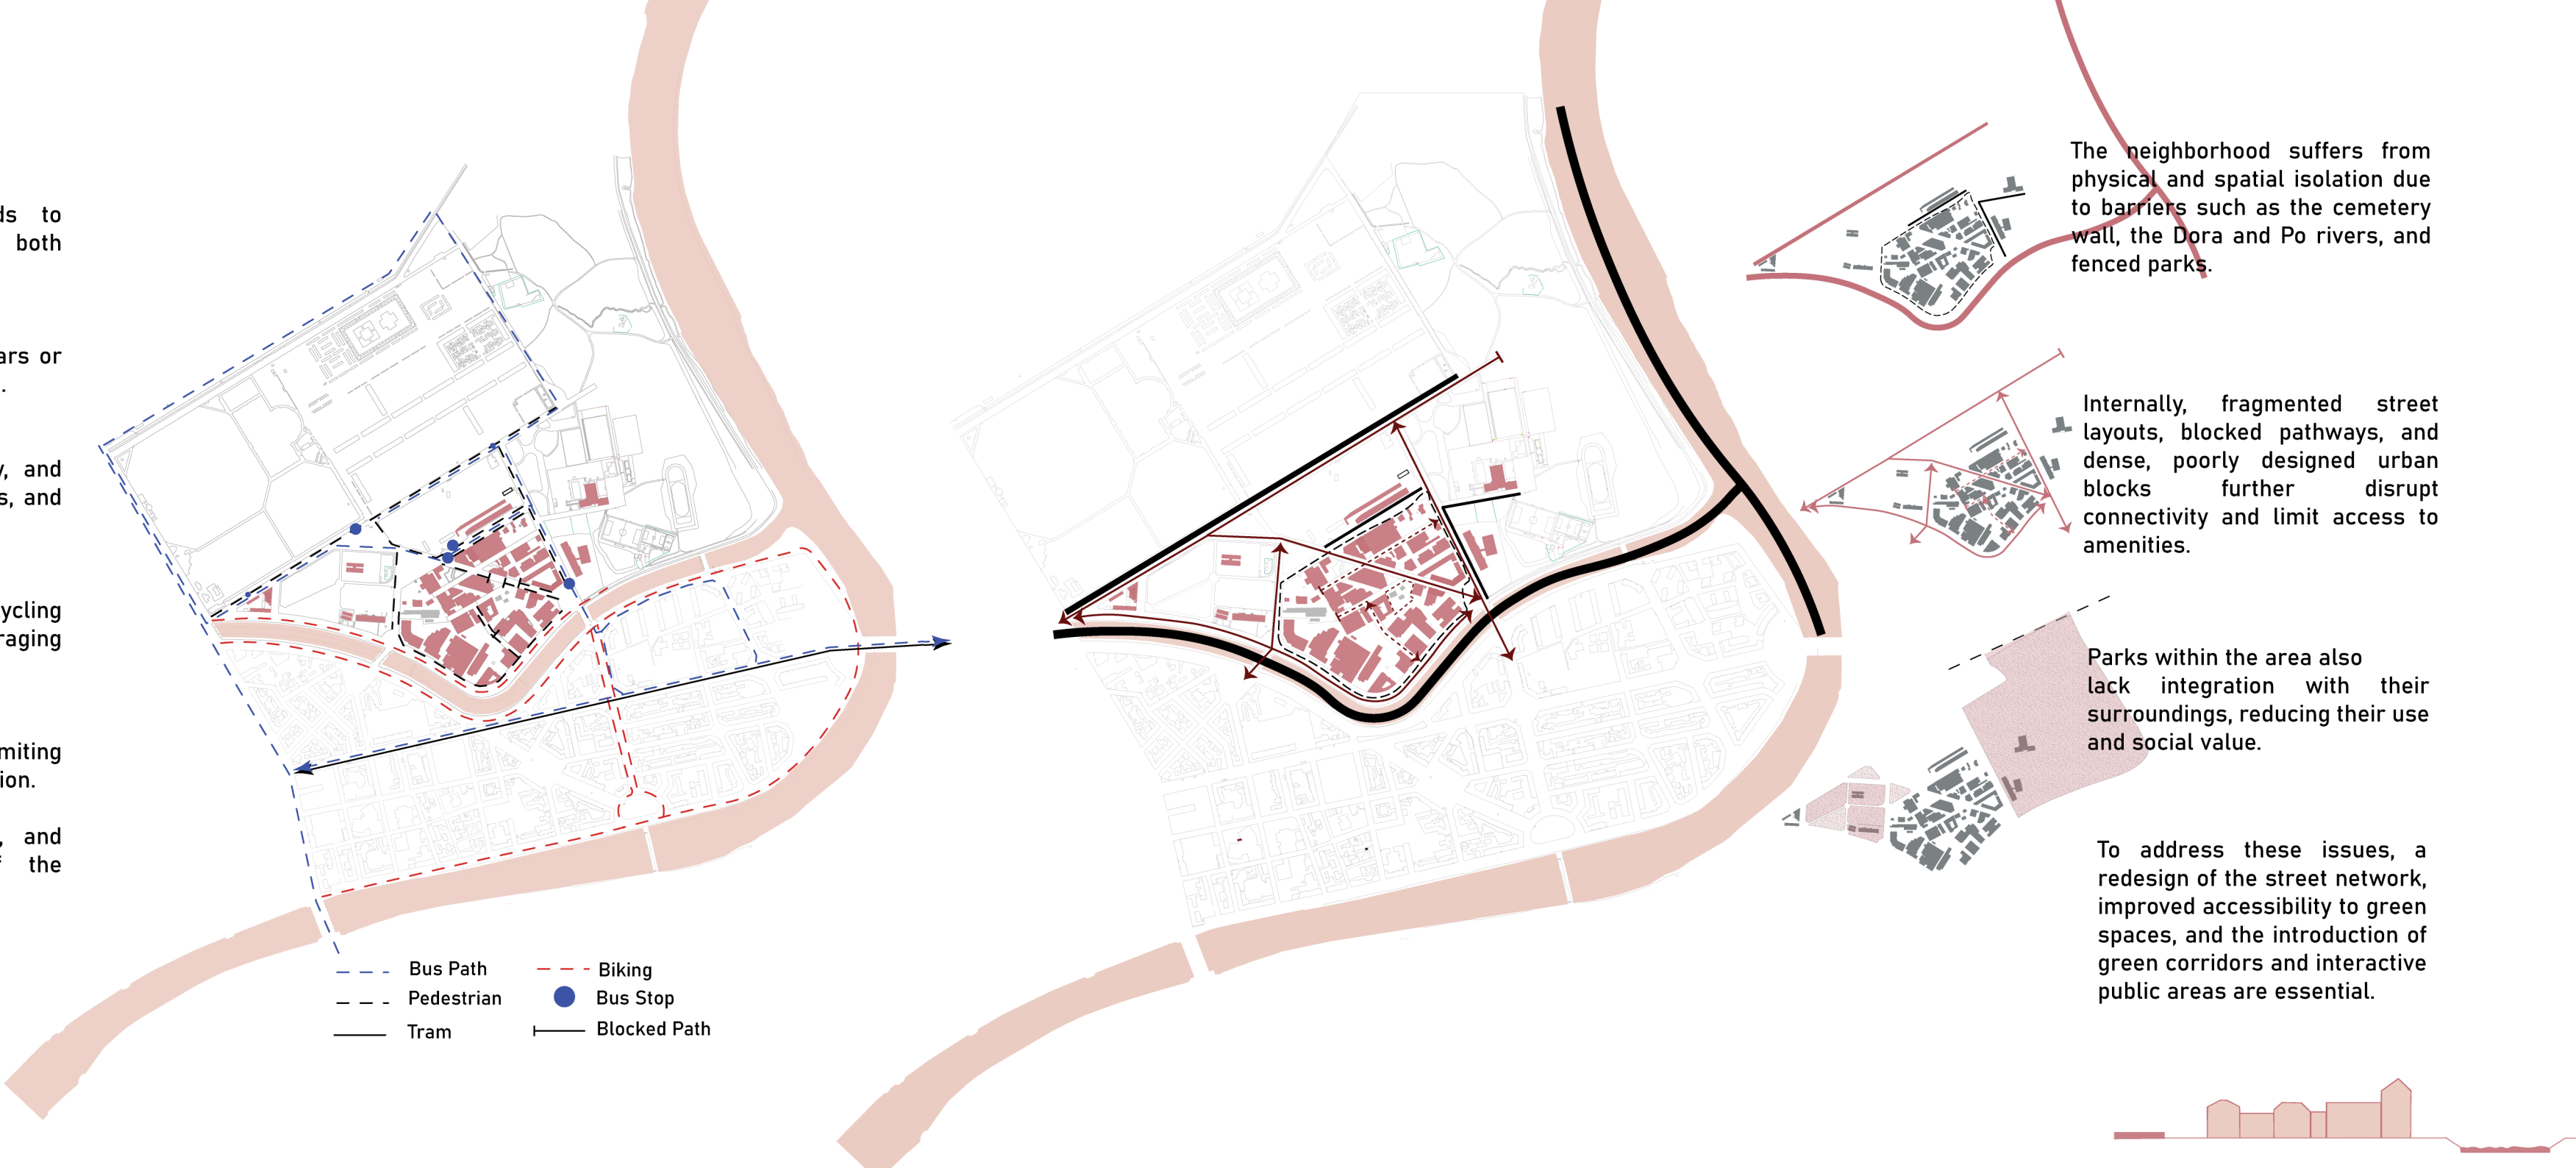 ds to
both
ars or
.
y, and
s, and
ycling
raging
miting
ion.
, and
f the
Bus Path
Biking
Pedestrian
Bus Stop
Tram
Blocked Path
The neighborhood suffers from
physical and spatial isolation due
to barriers such as the cemetery
wall, the Dora and Po rivers, and
fenced parks.
Internally, fragmented street
layouts, blocked pathways, and
dense, poorly designed urban
blocks further disrupt
connectivity and limit access to
amenities.
Parks within the area also
lack integration with their
surroundings, reducing their use
and social value.
To address these issues, a
redesign of the street network,
improved accessibility to green
spaces, and the introduction of
green corridors and interactive
public areas are essential.